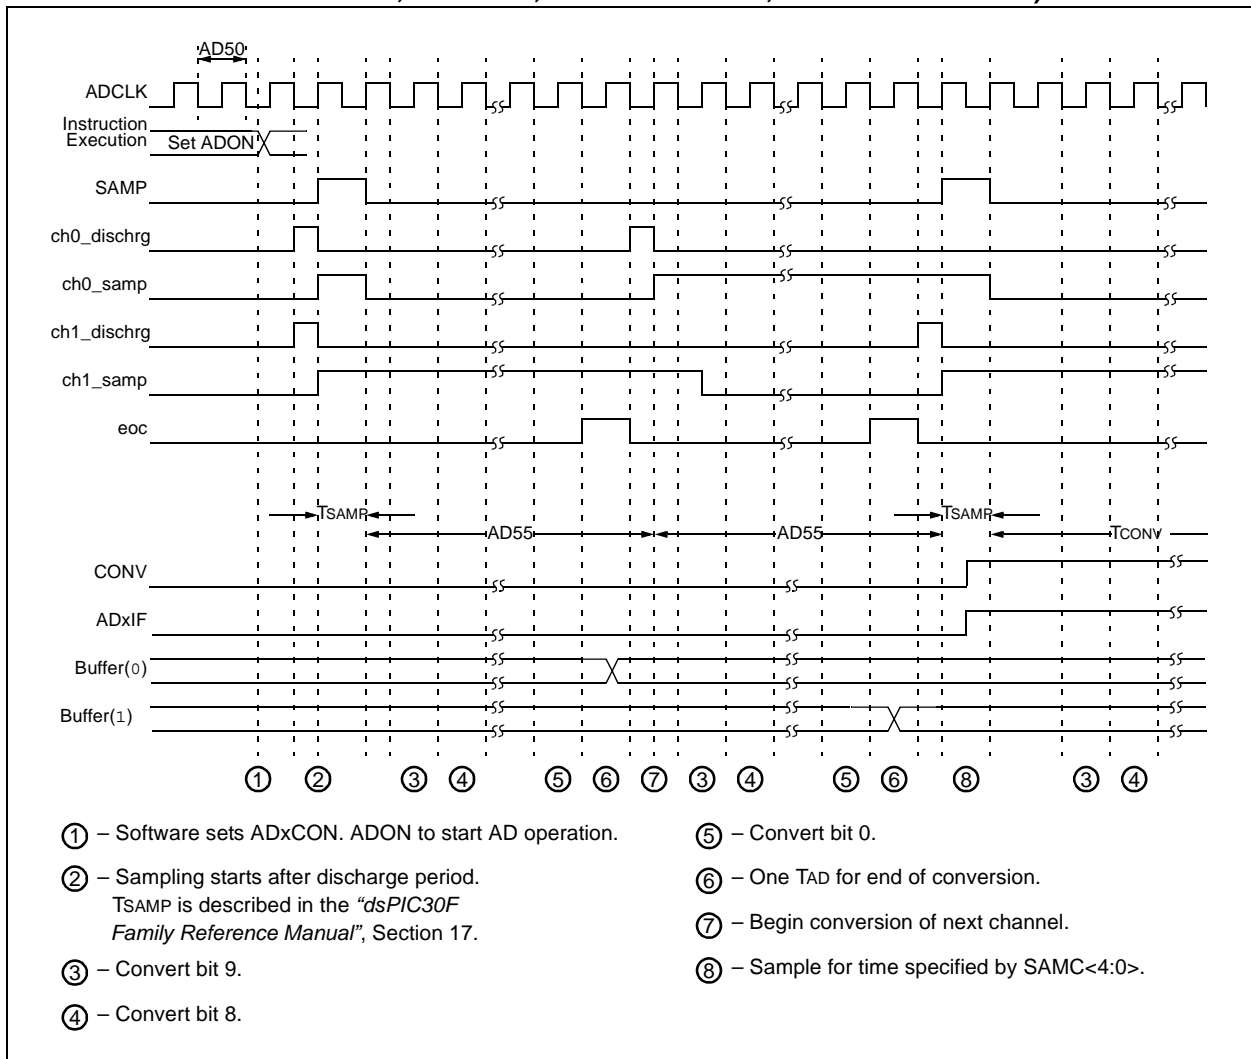 AD50
ADCLK
Instruction
Execution
Set ADON
SAMP
ch0_dischrg
ch0_samp
ch1_dischrg
ch1_samp
eoc
TSAMP
TSAMP
AD55
AD55
TCONV
CONV
ADxIF
Buffer(0)
Buffer(1)
1 2 3 4 5 6 7 3 4 5 6 8 3 4
1 – Software sets ADxCON. ADON to start AD operation.
2 – Sampling starts after discharge period.
TSAMP is described in the "dsPIC30F
Family Reference Manual", Section 17.
3 – Convert bit 9.
4 – Convert bit 8.
5 – Convert bit 0.
6 – One TAD for end of conversion.
7 – Begin conversion of next channel.
8 – Sample for time specified by SAMC<4:0>.